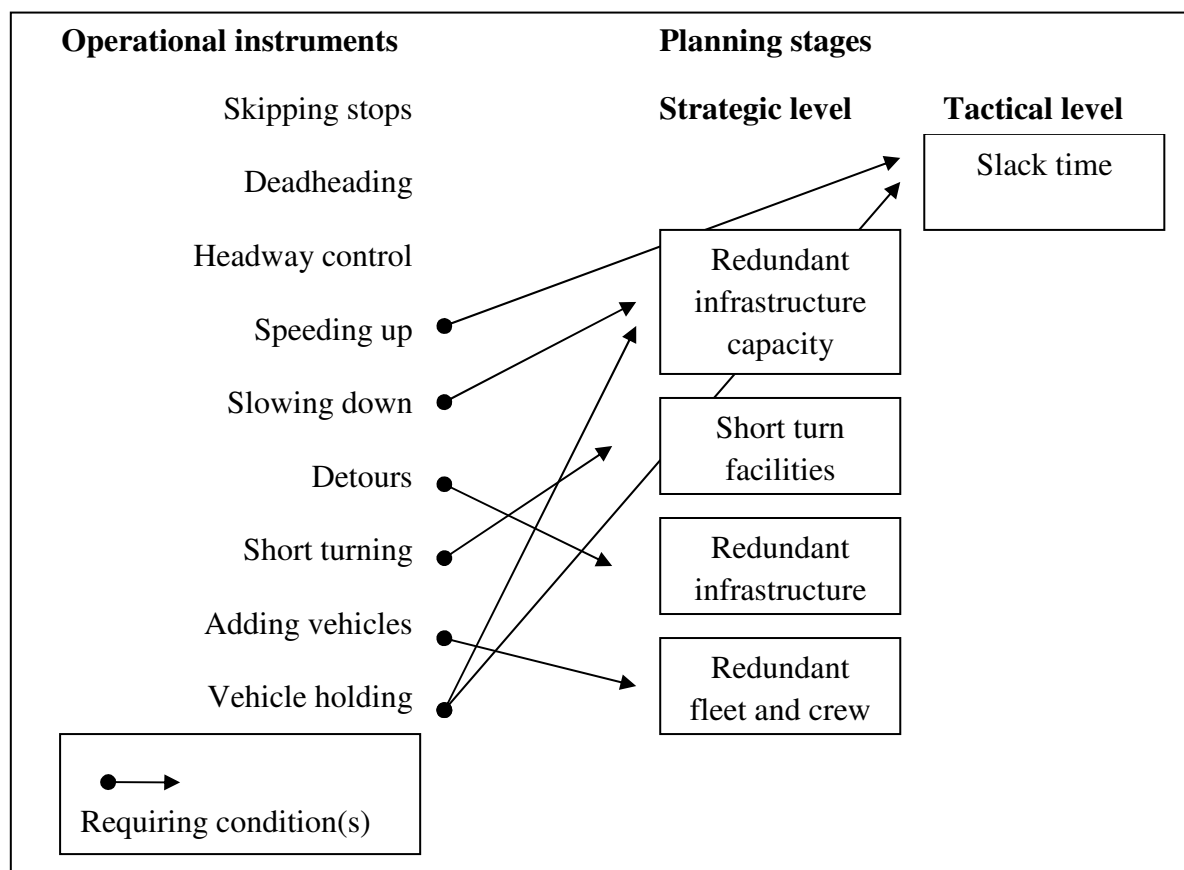 Operational instruments
Planning stages
Skipping stops
Strategic level
Tactical level
Deadheading
Slack time
Headway control
Redundant
infrastructure
capacity
Speeding up
Slowing down
Short turn
facilities
Detours
Short turning
Redundant
infrastructure
Adding vehicles
Redundant
fleet and crew
Vehicle holding
Requiring condition(s)